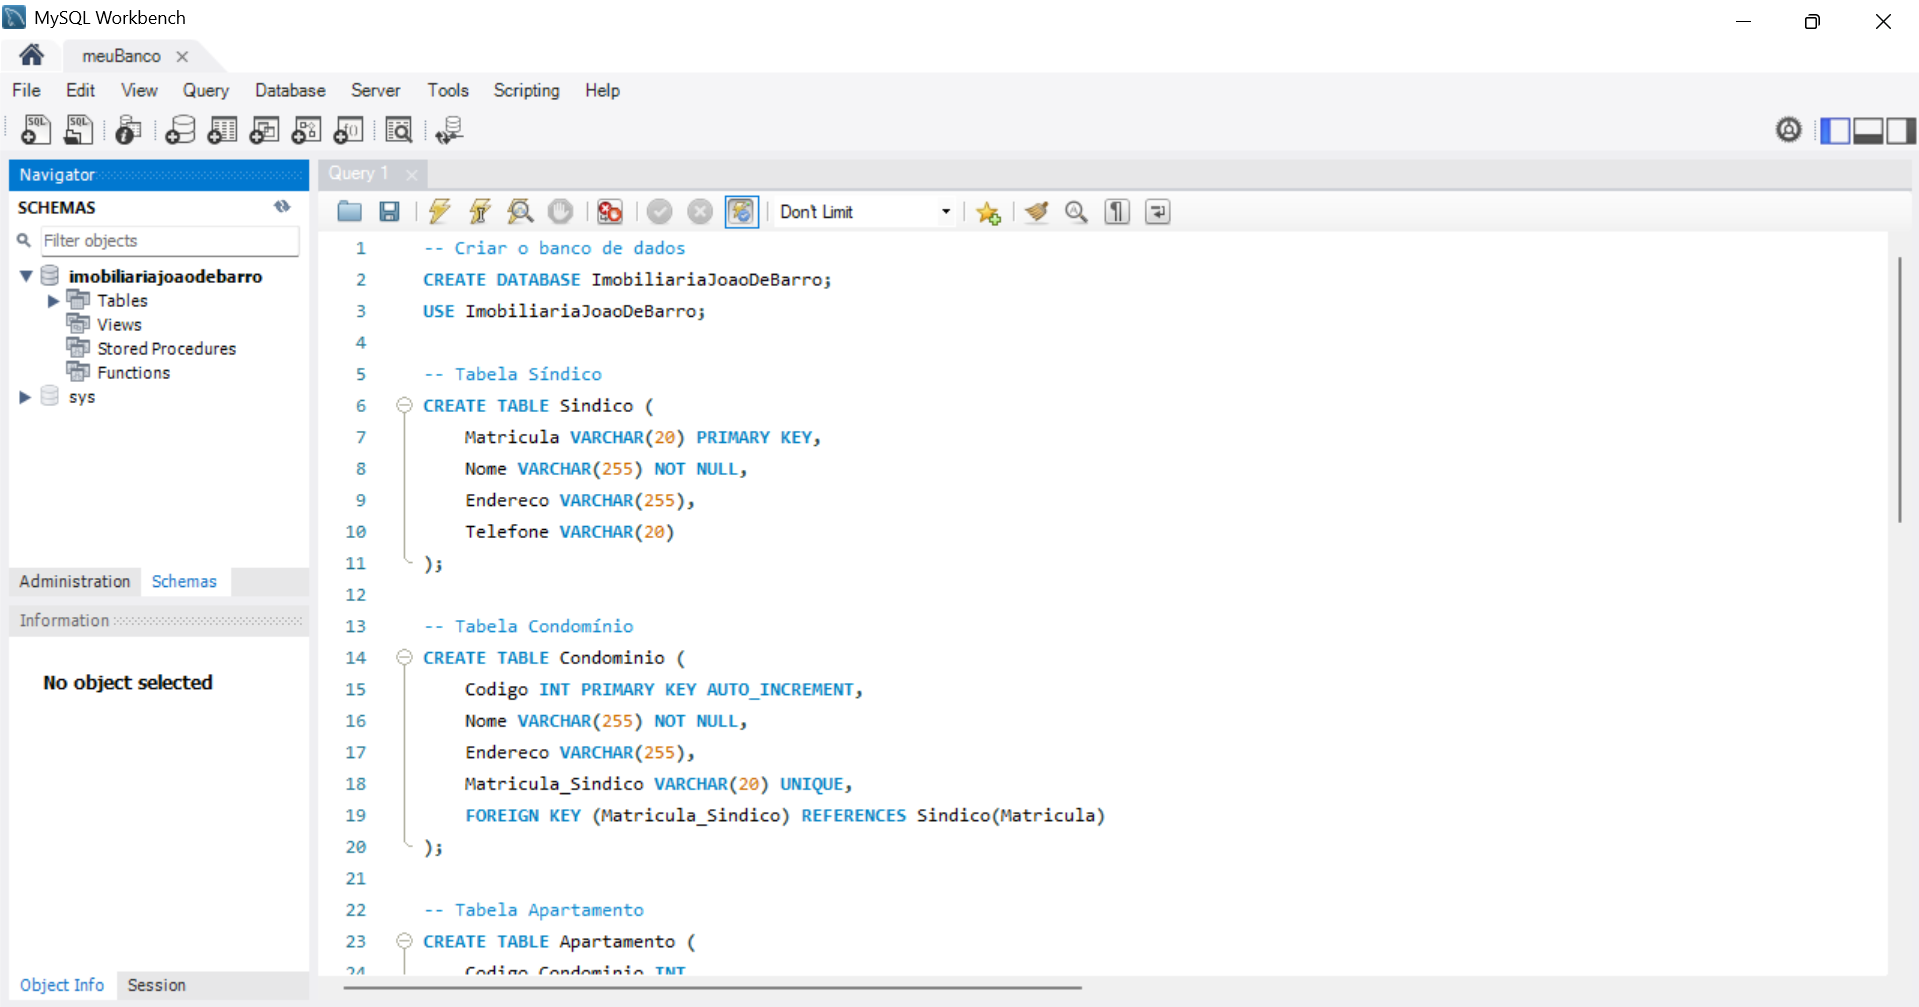 MySQL Workbench
meuBanco
File Edit View Query Database Server Tools Scripting Help
Navigator
SCHEMAS
Filter objects
imobiliariajoaodebarro
Tables
Views
Stored Procedures
Functions
sys
Administration Schemas
Information
No object selected
Object Info Session
Query 1
Don't Limit
1 -- Criar o banco de dados
2 CREATE DATABASE ImobiliariaJoaoDeBarro;
3 USE ImobiliariaJoaoDeBarro;
4
5 -- Tabela Síndico
6 CREATE TABLE Sindico (
7 Matricula VARCHAR(20) PRIMARY KEY,
8 Nome VARCHAR(255) NOT NULL,
9 Endereco VARCHAR(255),
10 Telefone VARCHAR(20)
11 );
12
13 -- Tabela Condomínio
14 CREATE TABLE Condominio (
15 Codigo INT PRIMARY KEY AUTO_INCREMENT,
16 Nome VARCHAR(255) NOT NULL,
17 Endereco VARCHAR(255),
18 Matricula_Sindico VARCHAR(20) UNIQUE,
19 FOREIGN KEY (Matricula_Sindico) REFERENCES Sindico(Matricula)
20 );
21
22 -- Tabela Apartamento
23 CREATE TABLE Apartamento (
24 Codigo_Condominio INT